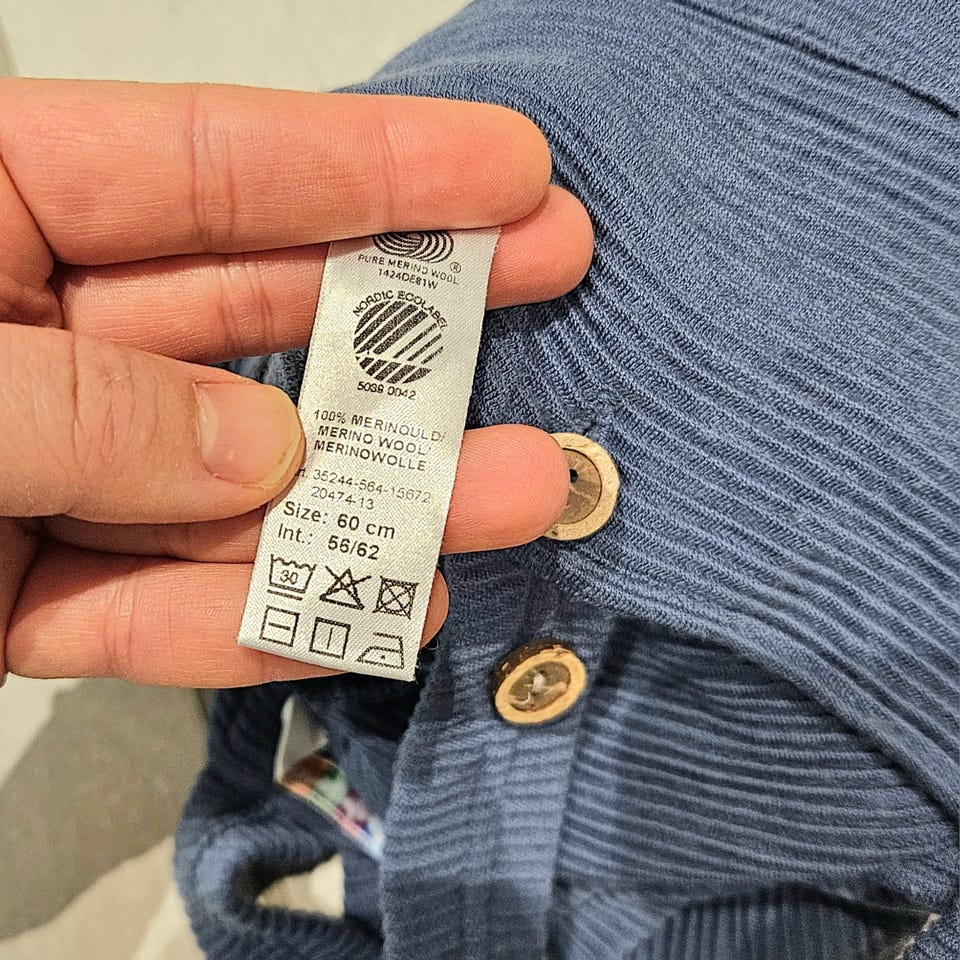 PURE MERINO WOOL ®
1424DE81W
NORDIC ECOLABEL
5039 0042
100% MERINOULD/
MERINO WOOL/
MERINOWOLLE
35244-564-15672
20474-13
Size: 60 cm
Int.: 56/62
30